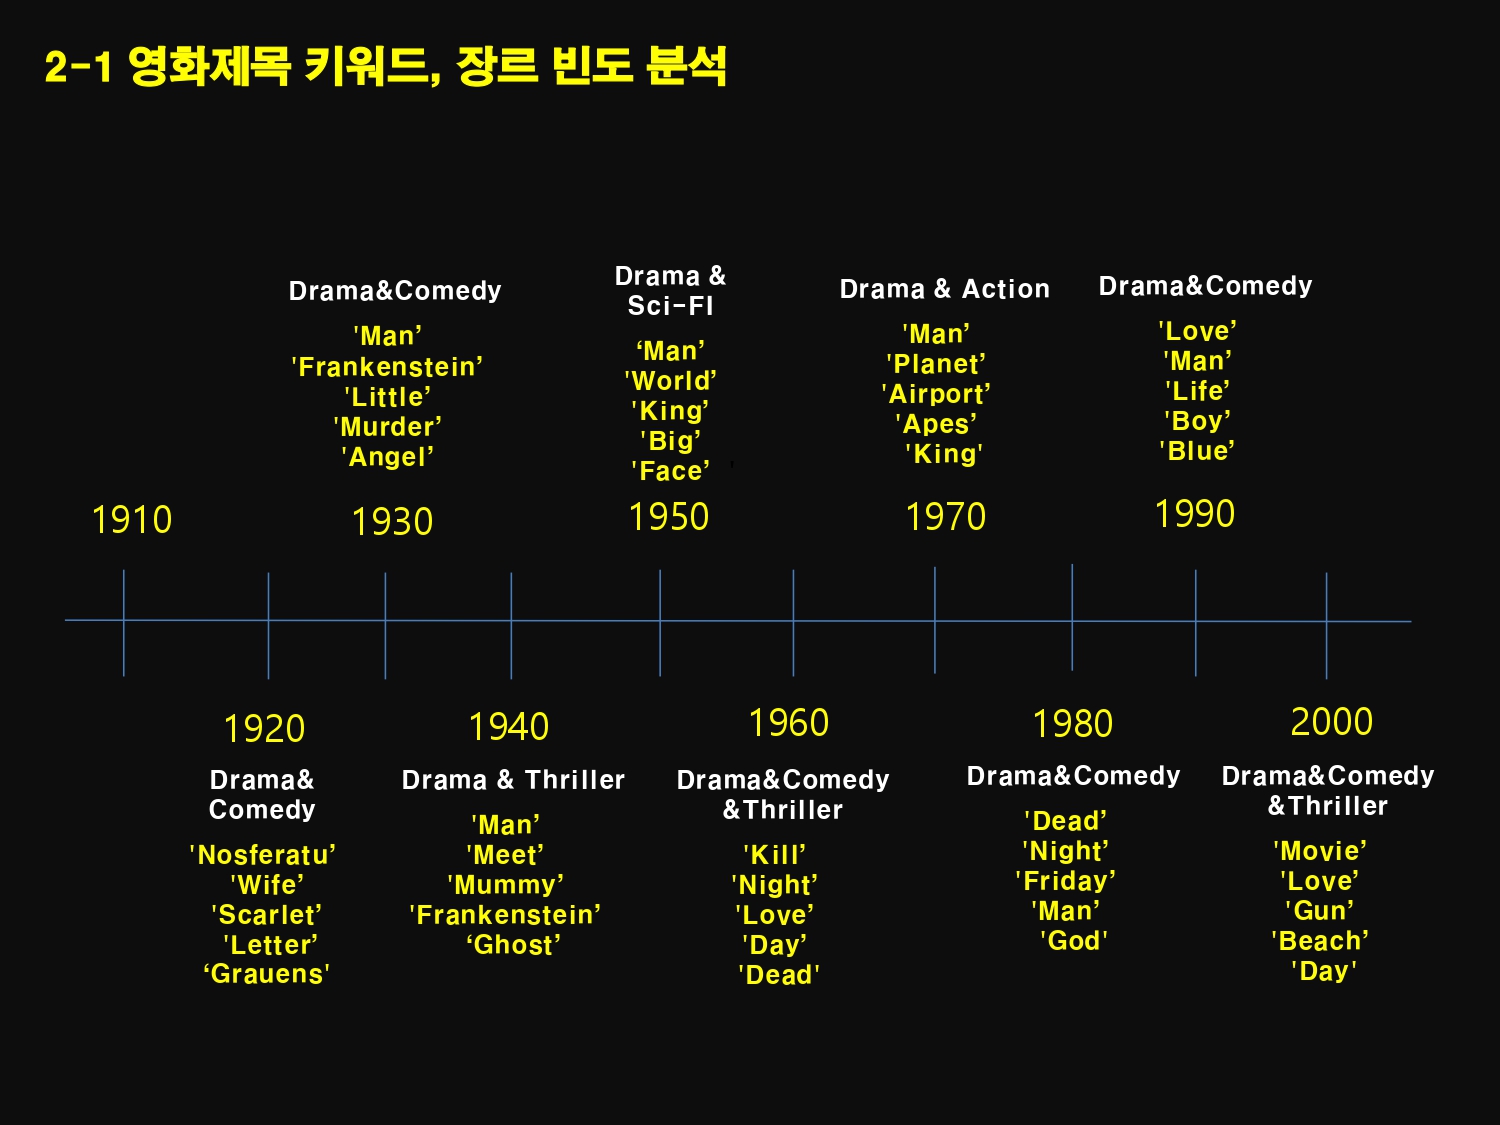 2-1 영화제목 키워드, 장르 빈도 분석
Drama&Comedy
'Man’
'Frankenstein’
'Little’
'Murder’
'Angel’
Drama &
Sci-FI
‘Man’
'World’
'King’
'Big’
'Face’ '
Drama & Action
'Man’
'Planet’
'Airport’
'Apes’
'King'
Drama&Comedy
'Love’
'Man’
'Life’
'Boy’
'Blue’
1910
1930
1950
1970
1990
1920
1940
1960
1980
2000
Drama&
Comedy
'Nosferatu’
'Wife’
'Scarlet’
'Letter’
‘Grauens'
Drama & Thriller
'Man’
'Meet’
'Mummy’
'Frankenstein’
‘Ghost’
Drama&Comedy
&Thriller
'Kill’
'Night’
'Love’
'Day’
'Dead'
Drama&Comedy
'Dead’
'Night’
'Friday’
'Man’
'God'
Drama&Comedy
&Thriller
'Movie’
'Love’
'Gun’
'Beach’
'Day'